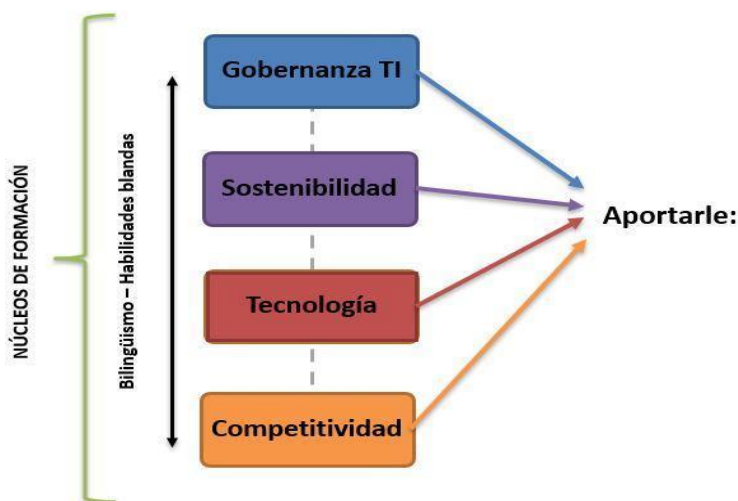 NÚCLEOS DE FORMACIÓN
Bilingüismo – Habilidades blandas
Gobernanza TI
Sostenibilidad
Tecnología
Competitividad
Aportarle: